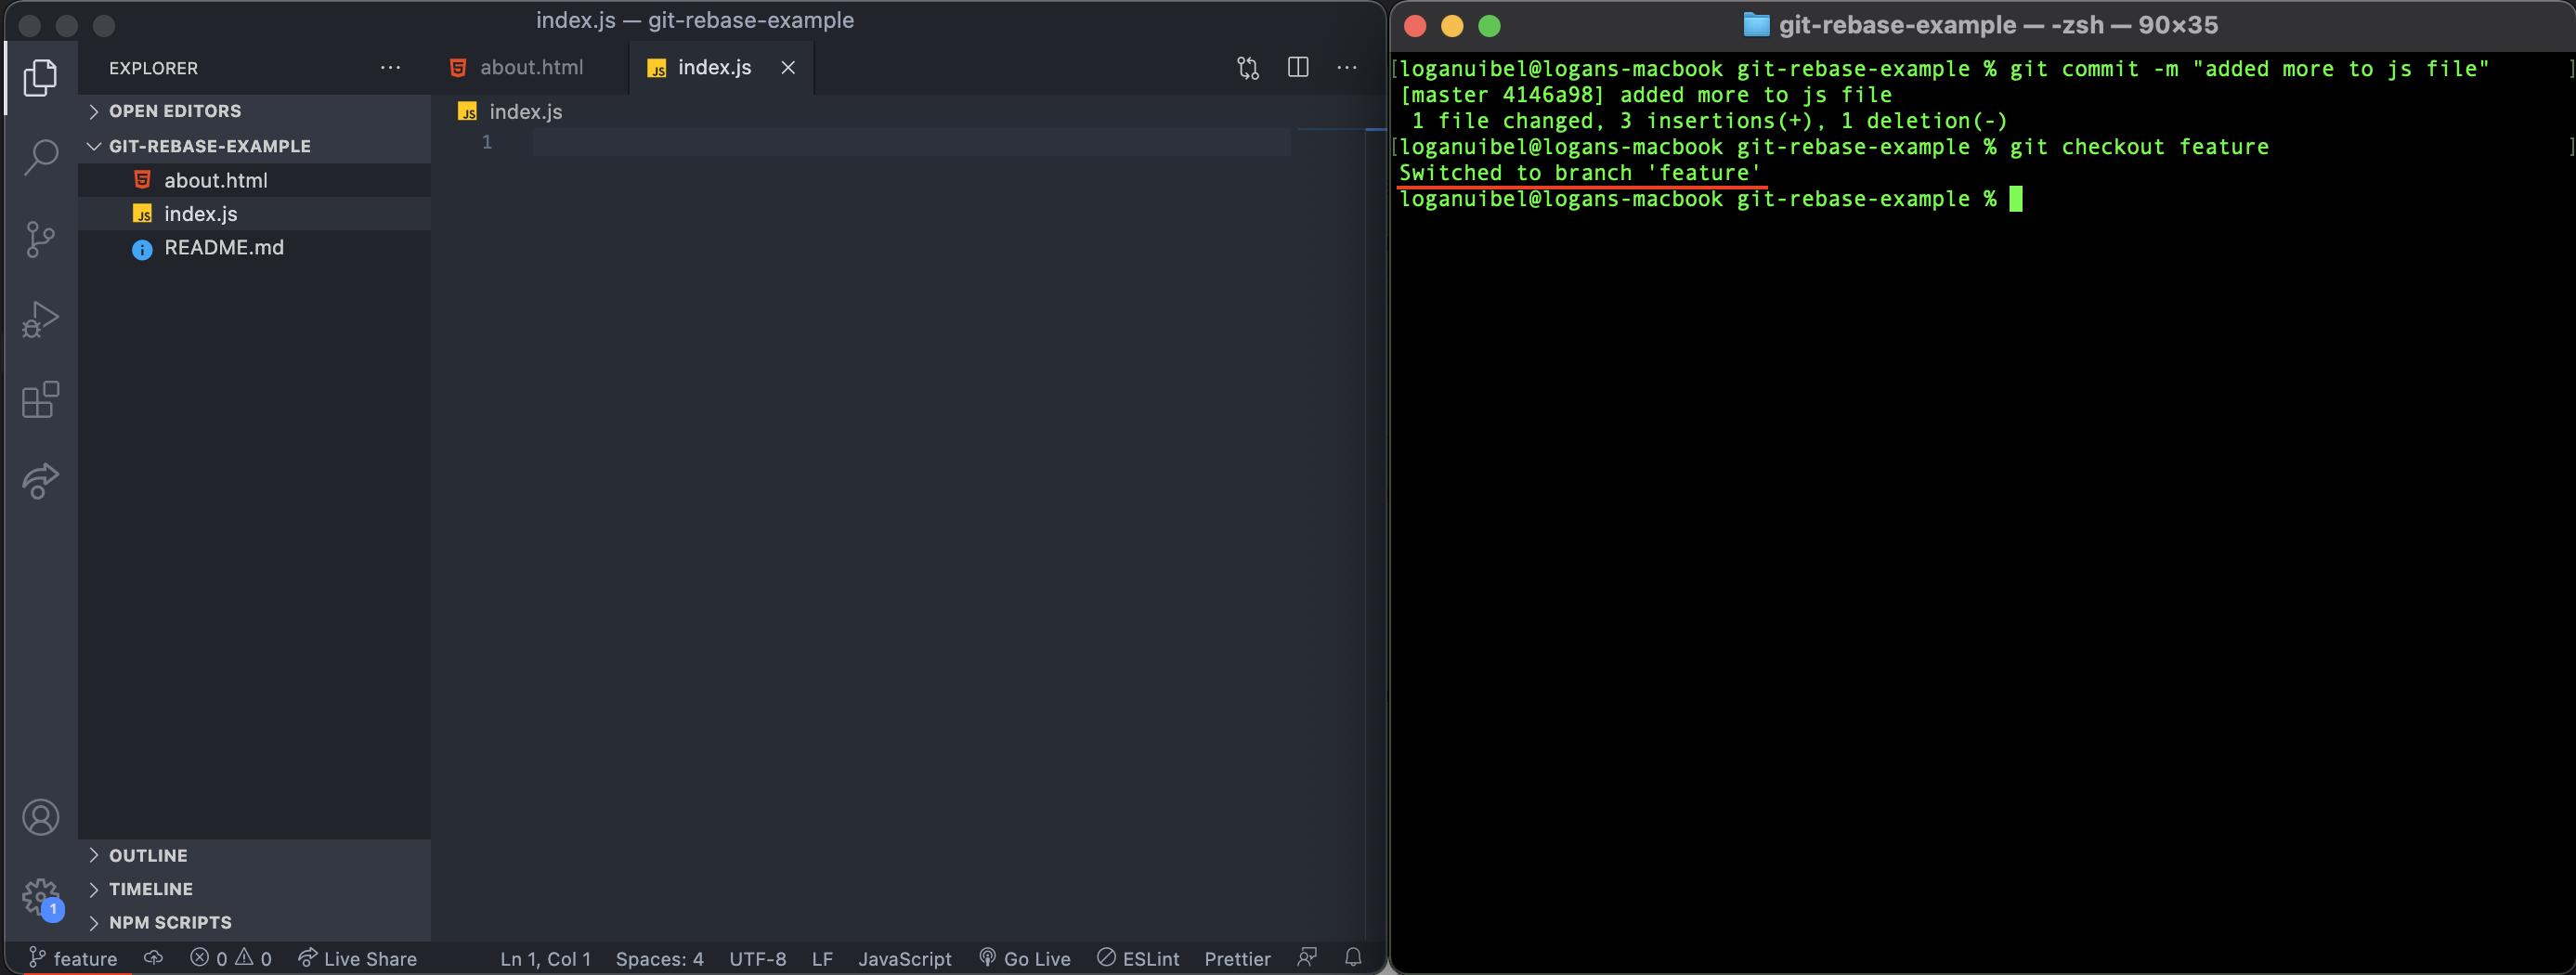 index.js — git-rebase-example
EXPLORER
about.html
index.js
OPEN EDITORS
index.js
GIT-REBASE-EXAMPLE
1
about.html
index.js
README.md
OUTLINE
TIMELINE
1
NPM SCRIPTS
feature
0
0
Live Share
Ln 1, Col 1
Spaces: 4
UTF-8
LF
JavaScript
Go Live
ESLint
Prettier
git-rebase-example — -zsh — 90×35
[loganuibel@logans-macbook git-rebase-example % git commit -m "added more to js file" ]
[master 4146a98] added more to js file
1 file changed, 3 insertions(+), 1 deletion(-)
[loganuibel@logans-macbook git-rebase-example % git checkout feature ]
Switched to branch 'feature'
loganuibel@logans-macbook git-rebase-example %